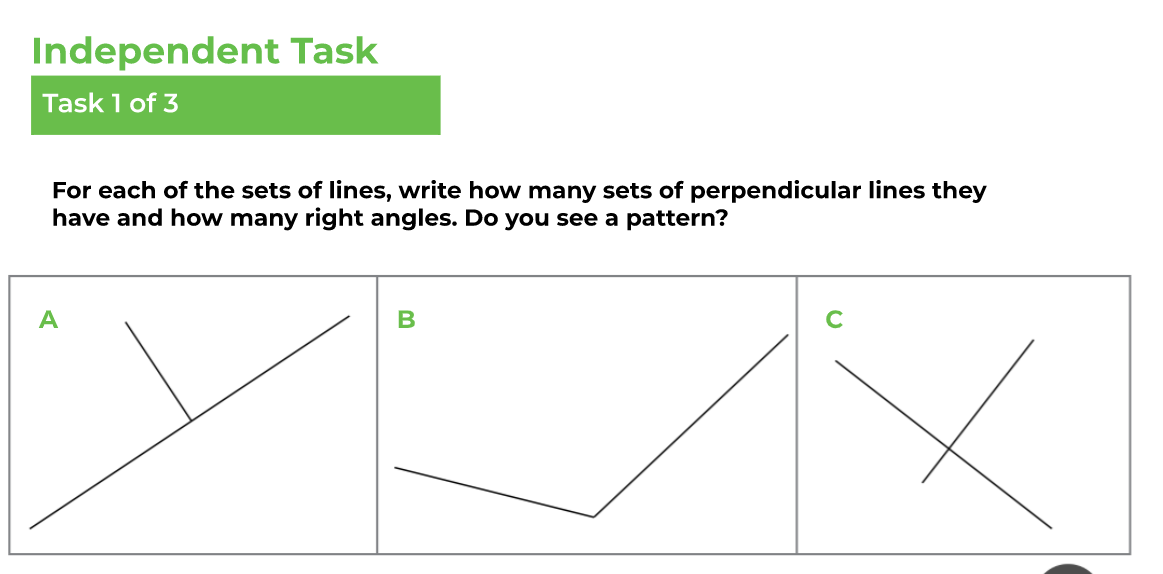 Independent Task
Task 1 of 3
For each of the sets of lines, write how many sets of perpendicular lines they
have and how many right angles. Do you see a pattern?
A
B
C